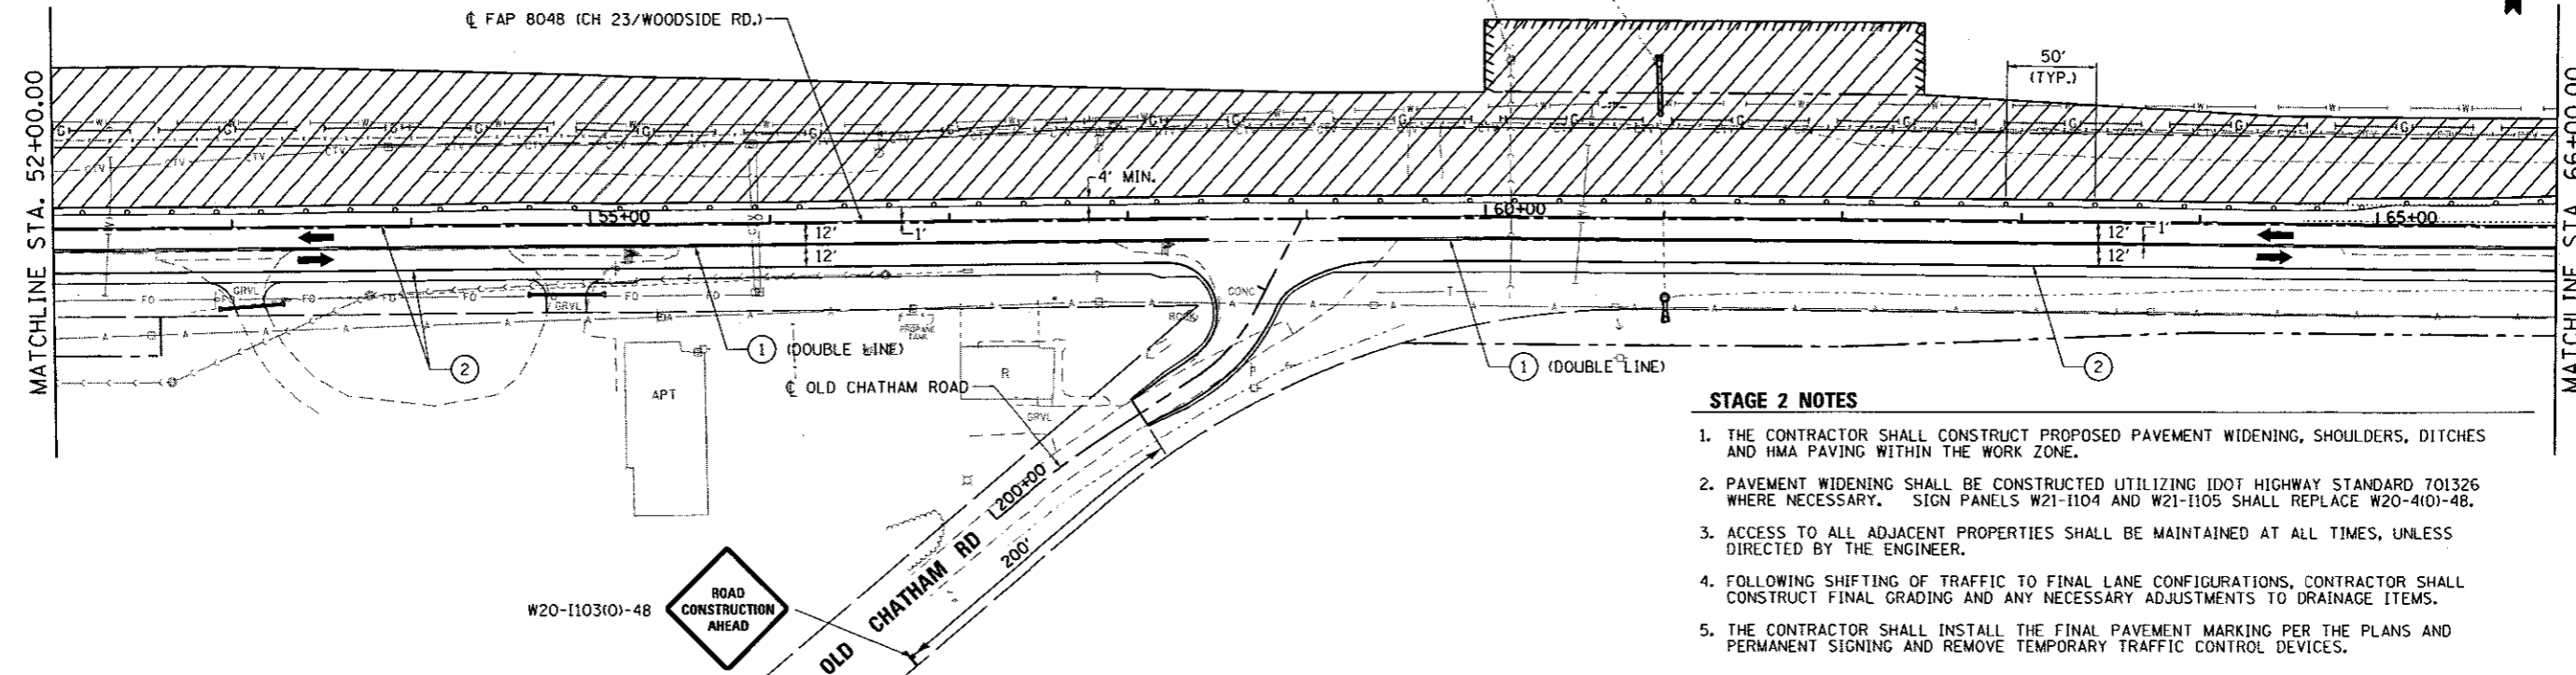 ℄ FAP 8048 (CH 23/WOODSIDE RD.)
50'
(TYP.)
MATCHLINE STA. 52+00.00
MATCHLINE STA. 66+00.00
4' MIN.
55+00
60+00
65+00
12'
12'
1'
12'
12'
1'
GRVL
GRVL
FO
FO
FO
FO
CONC
ROCK
PROPANE
TANK
1 (DOUBLE LINE)
2
1 (DOUBLE LINE)
2
℄ OLD CHATHAM ROAD
APT
R
GRVL
200+00
200'
OLD CHATHAM RD
W20-I103(O)-48
ROAD
CONSTRUCTION
AHEAD
STAGE 2 NOTES
1. THE CONTRACTOR SHALL CONSTRUCT PROPOSED PAVEMENT WIDENING, SHOULDERS, DITCHES
AND HMA PAVING WITHIN THE WORK ZONE.
2. PAVEMENT WIDENING SHALL BE CONSTRUCTED UTILIZING IDOT HIGHWAY STANDARD 701326
WHERE NECESSARY. SIGN PANELS W21-I104 AND W21-I105 SHALL REPLACE W20-4(O)-48.
3. ACCESS TO ALL ADJACENT PROPERTIES SHALL BE MAINTAINED AT ALL TIMES, UNLESS
DIRECTED BY THE ENGINEER.
4. FOLLOWING SHIFTING OF TRAFFIC TO FINAL LANE CONFIGURATIONS, CONTRACTOR SHALL
CONSTRUCT FINAL GRADING AND ANY NECESSARY ADJUSTMENTS TO DRAINAGE ITEMS.
5. THE CONTRACTOR SHALL INSTALL THE FINAL PAVEMENT MARKING PER THE PLANS AND
PERMANENT SIGNING AND REMOVE TEMPORARY TRAFFIC CONTROL DEVICES.